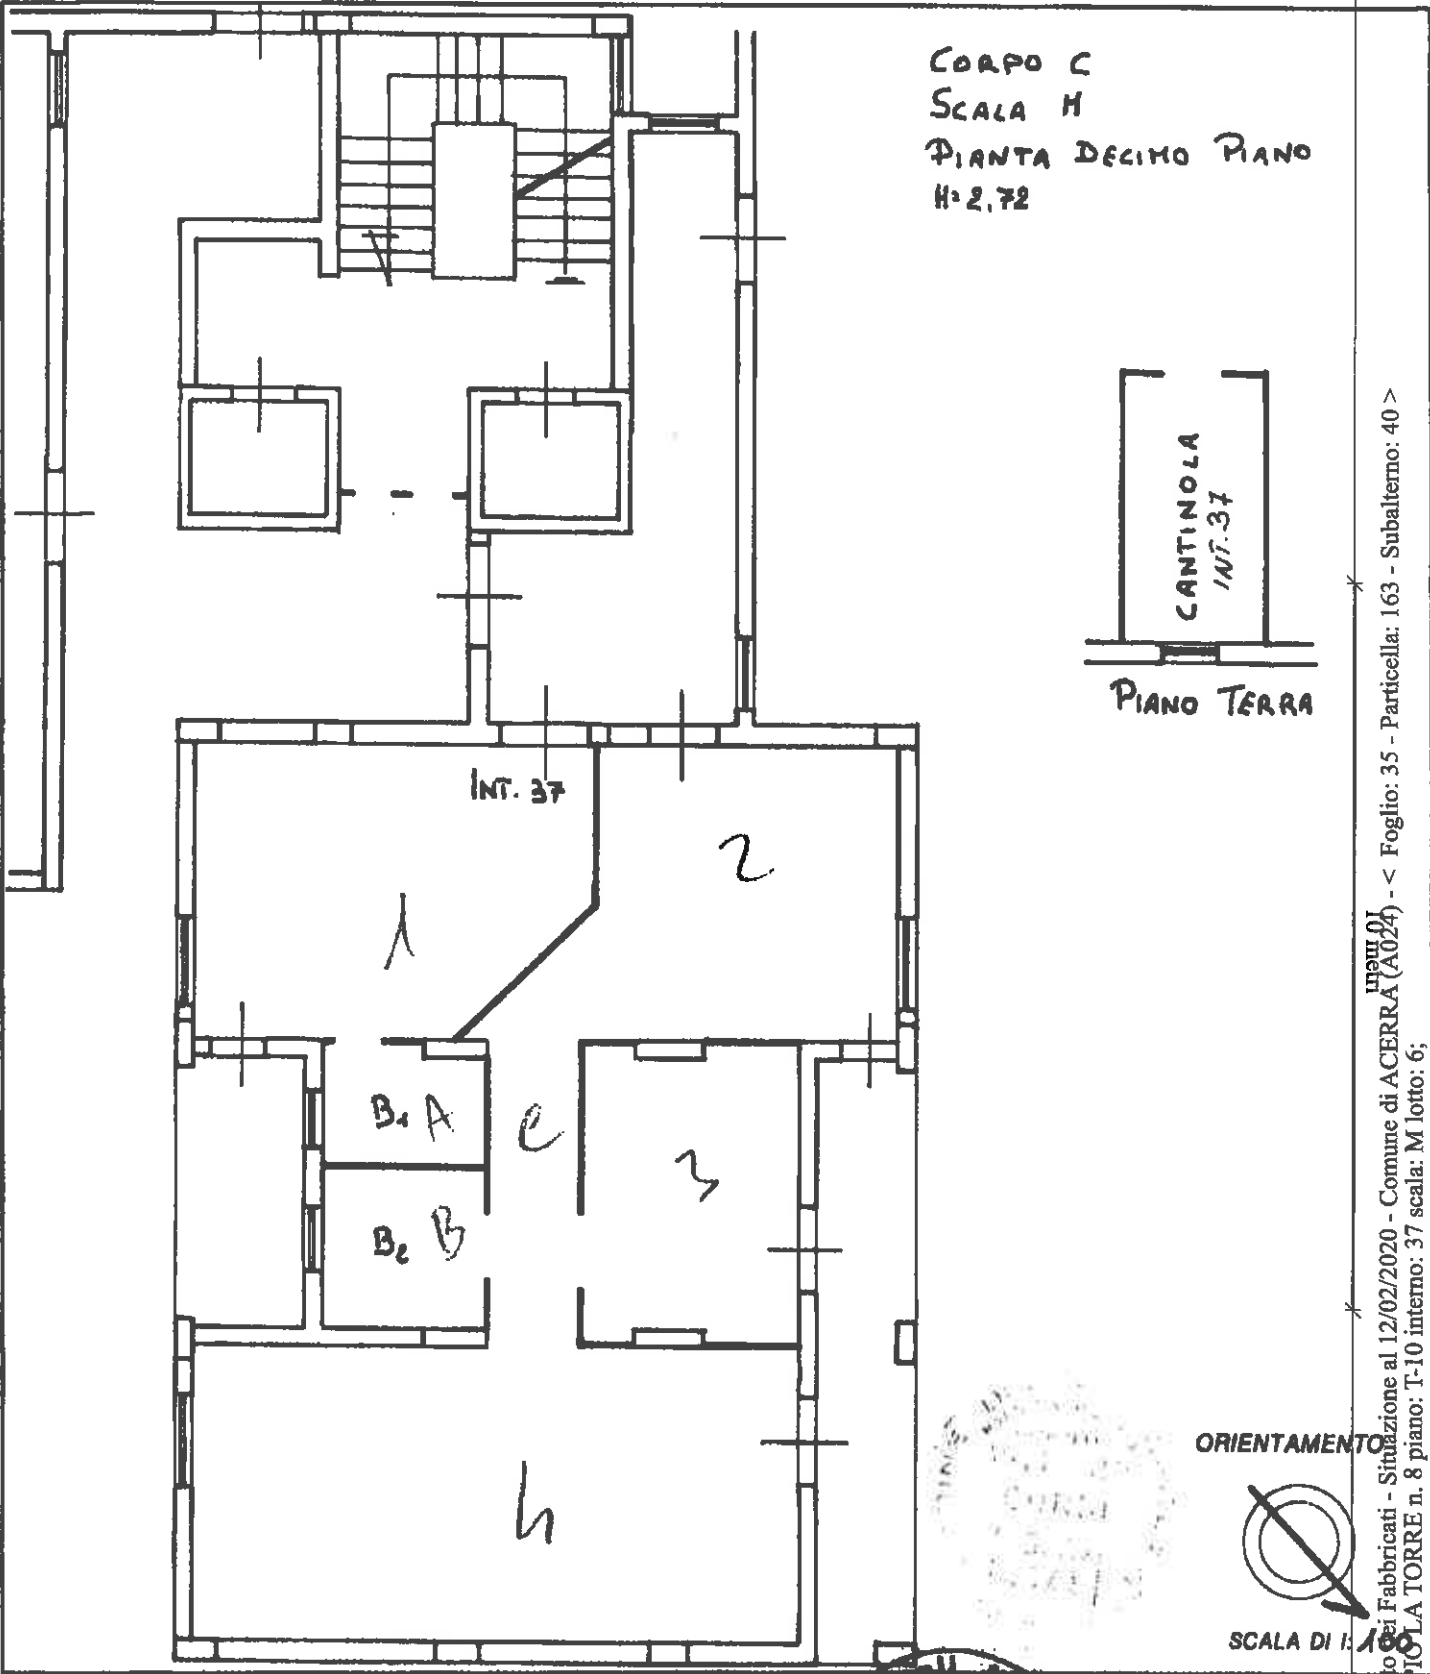 CORPO C
SCALA M
PIANTA DECIMO PIANO
H=2,72
CANTINOLA
INT.37
PIANO TERRA
INT. 37
1
2
B1 A
C
3
B2 B
4
ORIENTAMENTO
SCALA DI 1:100
10 metri
ei Fabbricati - Situazione al 12/02/2020 - Comune di ACERRA (A024) - < Foglio: 35 - Particella: 163 - Subalterno: 40 >
IO LA TORRE n. 8 piano: T-10 interno: 37 scala: M lotto: 6;